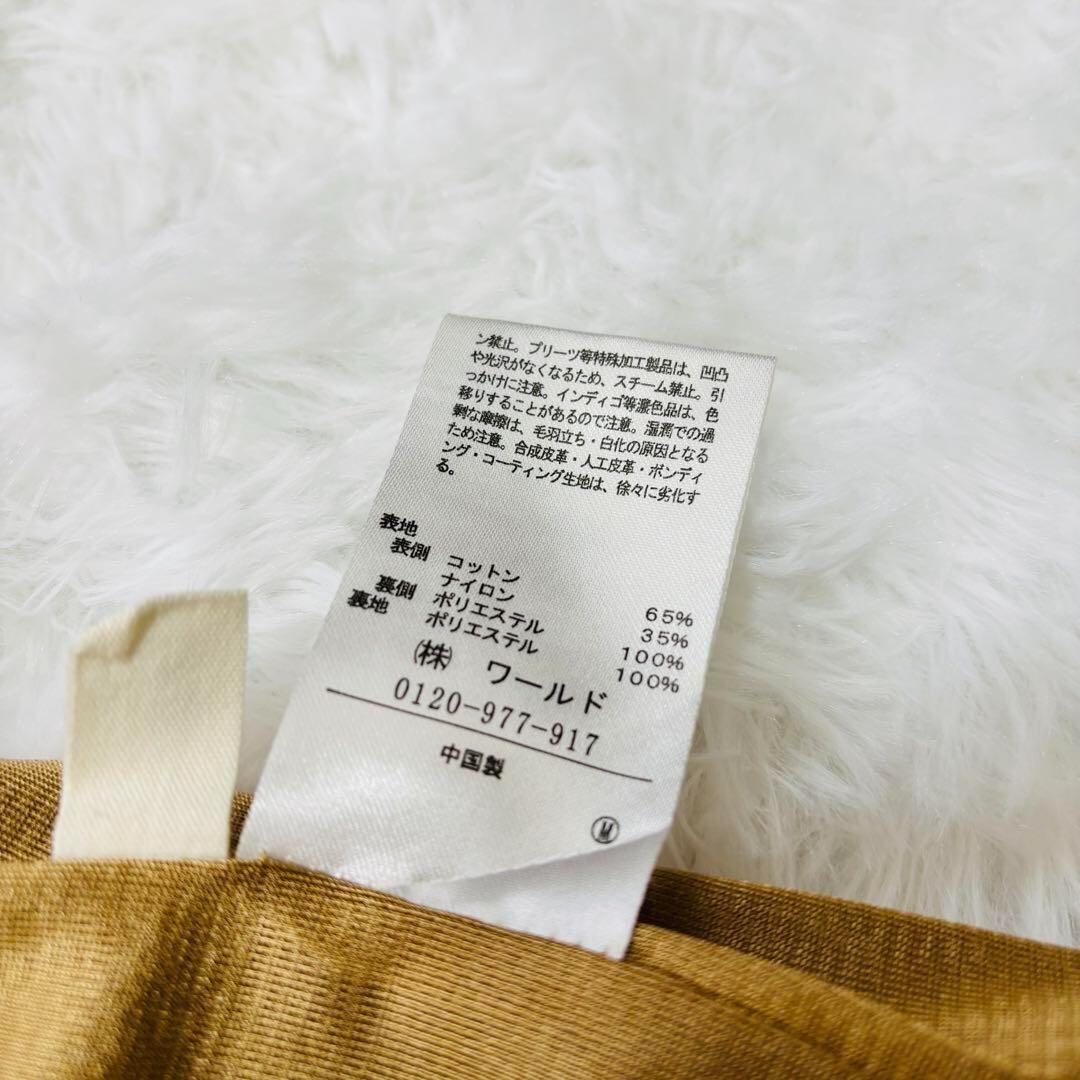 ン禁止。プリーツ等特殊加工製品は、凹凸
や光沢がなくなるため、スチーム禁止。引
っかけに注意。インディゴ等濃色品は、色
移りすることがあるので注意。湿潤での過
剰な摩擦は、毛羽立ち・白化の原因となる
ため注意。合成皮革・人工皮革・ボンディ
ング・コーティング生地は、徐々に劣化す
る。
表地
表側 コットン 65%
ナイロン 35%
裏側 ポリエステル 100%
裏地 ポリエステル 100%
㈱ ワールド
0120-977-917
中国製
Ⓜ